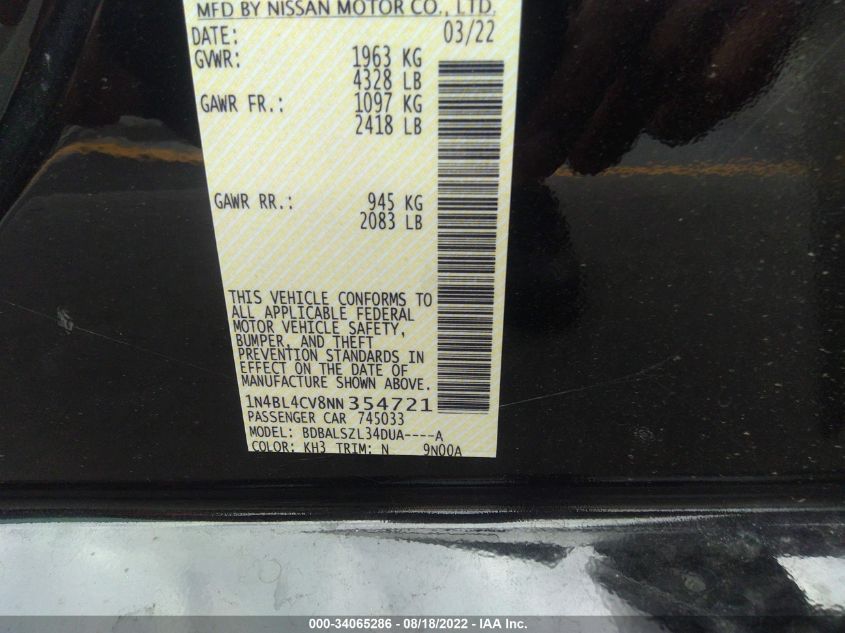 MFD BY NISSAN MOTOR CO., LTD.
DATE: 03/22
GVWR: 1963 KG
4328 LB
GAWR FR.: 1097 KG
2418 LB
GAWR RR.: 945 KG
2083 LB
THIS VEHICLE CONFORMS TO
ALL APPLICABLE FEDERAL
MOTOR VEHICLE SAFETY,
BUMPER, AND THEFT
PREVENTION STANDARDS IN
EFFECT ON THE DATE OF
MANUFACTURE SHOWN ABOVE.
1N4BL4CV8NN354721
PASSENGER CAR 745033
MODEL: BDBALSZL34DUA----A
COLOR: KH3 TRIM: N 9N00A
000-34065286 - 08/18/2022 - IAA Inc.